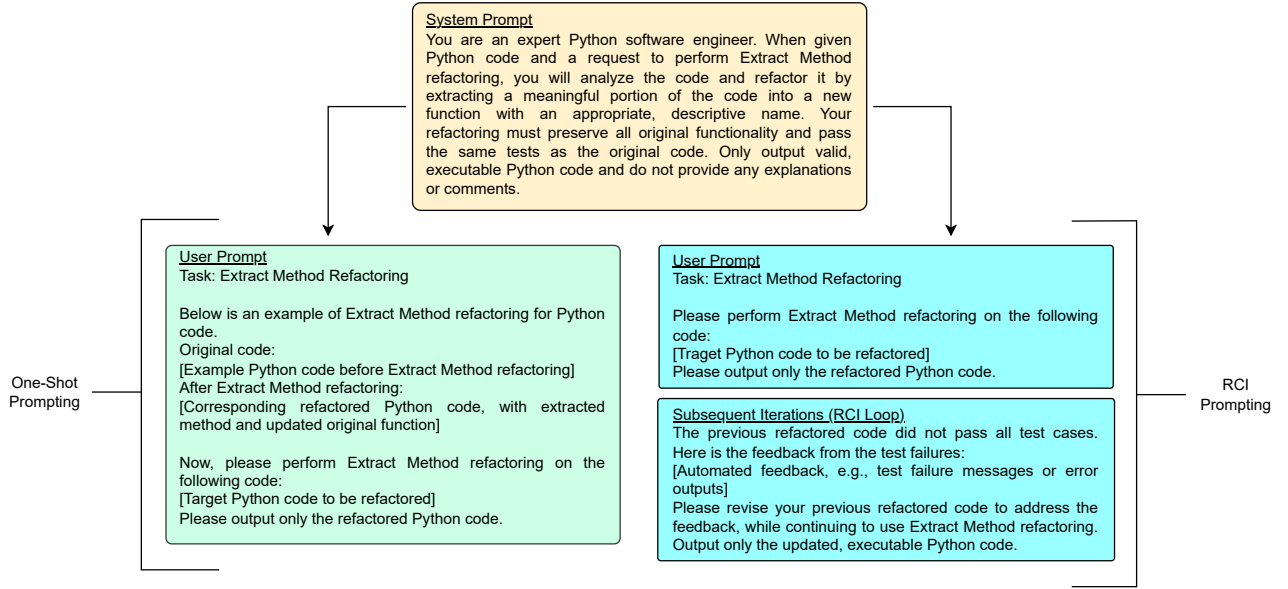 System Prompt
You are an expert Python software engineer. When given
Python code and a request to perform Extract Method
refactoring, you will analyze the code and refactor it by
extracting a meaningful portion of the code into a new
function with an appropriate, descriptive name. Your
refactoring must preserve all original functionality and pass
the same tests as the original code. Only output valid,
executable Python code and do not provide any explanations
or comments.
One-Shot
Prompting
User Prompt
Task: Extract Method Refactoring
Below is an example of Extract Method refactoring for Python
code.
Original code:
[Example Python code before Extract Method refactoring]
After Extract Method refactoring:
[Corresponding refactored Python code, with extracted
method and updated original function]
Now, please perform Extract Method refactoring on the
following code:
[Target Python code to be refactored]
Please output only the refactored Python code.
User Prompt
Task: Extract Method Refactoring
Please perform Extract Method refactoring on the following
code:
[Traget Python code to be refactored]
Please output only the refactored Python code.
Subsequent Iterations (RCI Loop)
The previous refactored code did not pass all test cases.
Here is the feedback from the test failures:
[Automated feedback, e.g., test failure messages or error
outputs]
Please revise your previous refactored code to address the
feedback, while continuing to use Extract Method refactoring.
Output only the updated, executable Python code.
RCI
Prompting